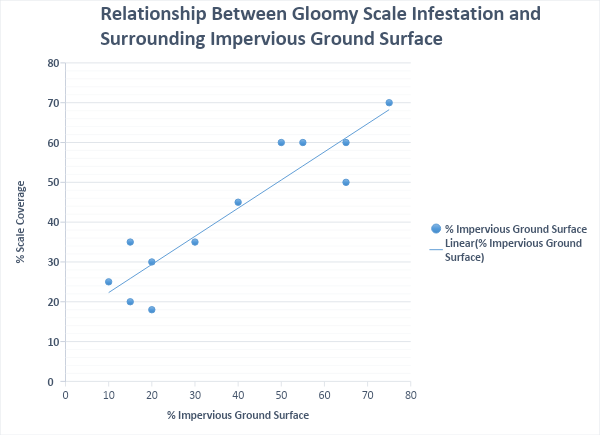 Relationship Between Gloomy Scale Infestation and
Surrounding Impervious Ground Surface
80
70
60
50
40
30
20
10
0
% Scale Coverage
0 10 20 30 40 50 60 70 80
% Impervious Ground Surface
% Impervious Ground Surface
Linear(% Impervious Ground
Surface)